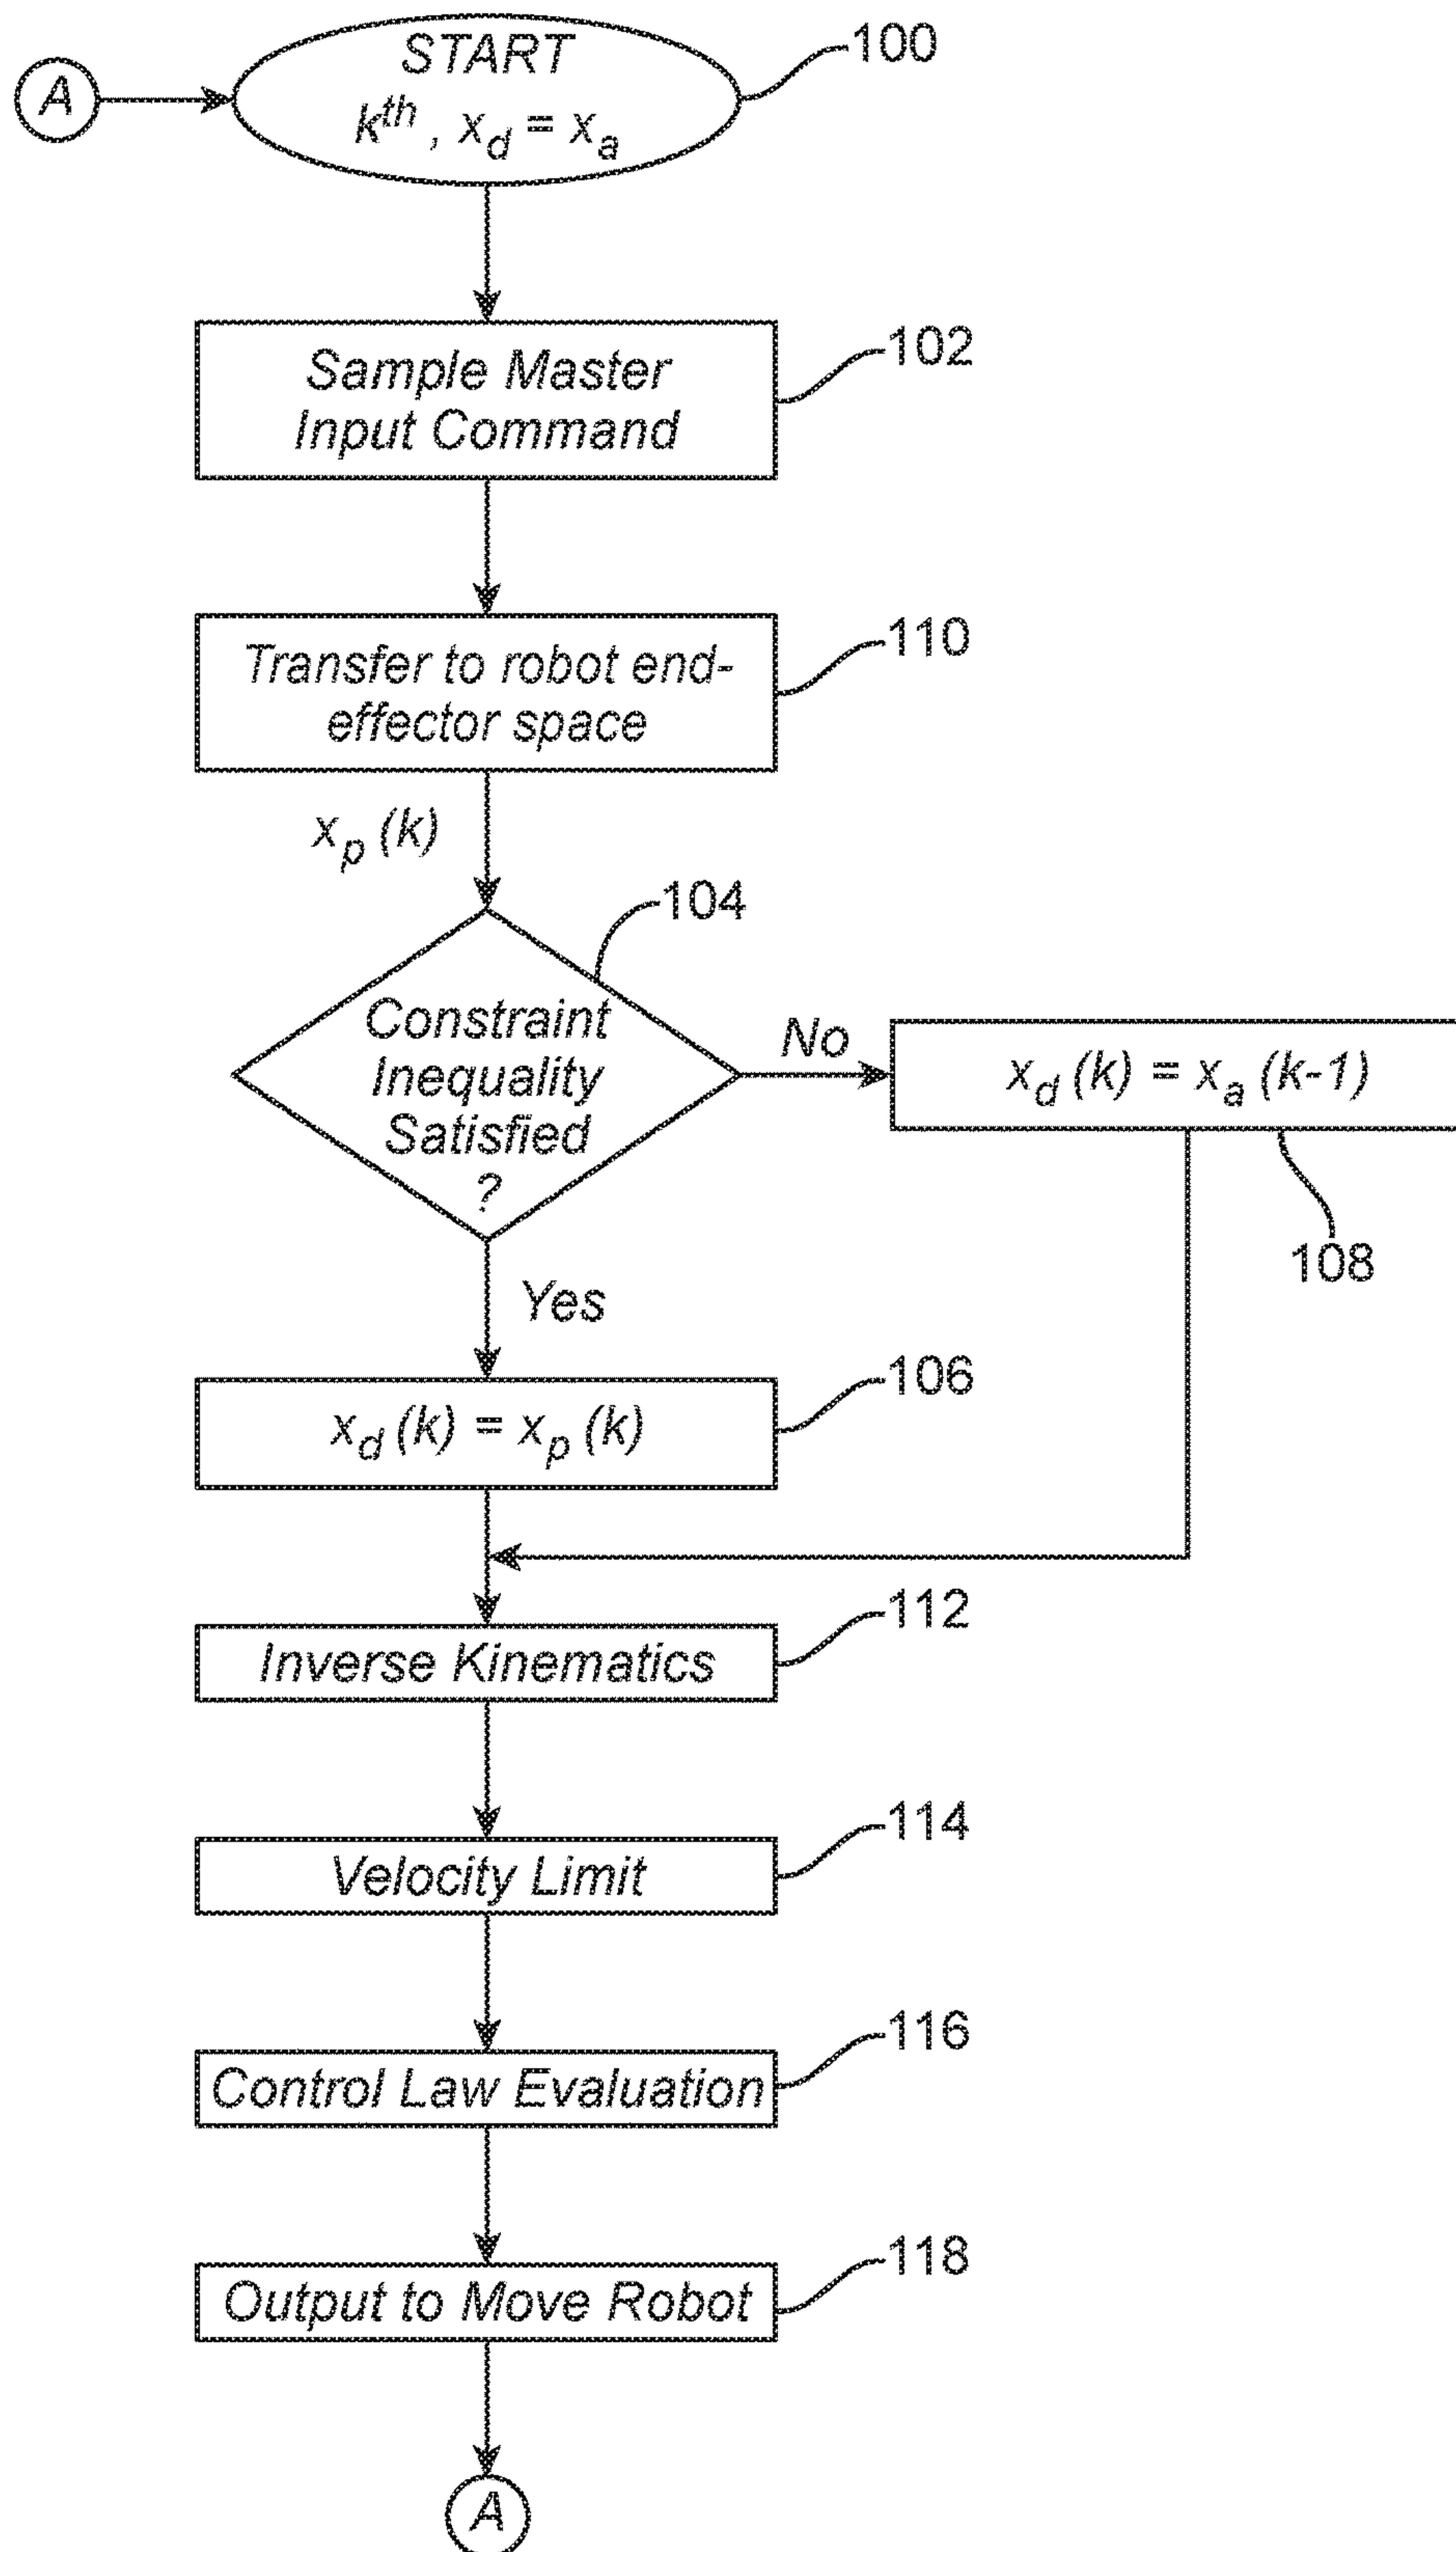 START
100
A
k^th, x_d = x_a
102
Sample Master
Input Command
110
Transfer to robot end-
effector space
x_p (k)
104
Constraint
Inequality
Satisfied
?
No
x_d (k) = x_a (k-1)
108
Yes
106
x_d (k) = x_p (k)
112
Inverse Kinematics
114
Velocity Limit
116
Control Law Evaluation
118
Output to Move Robot
A